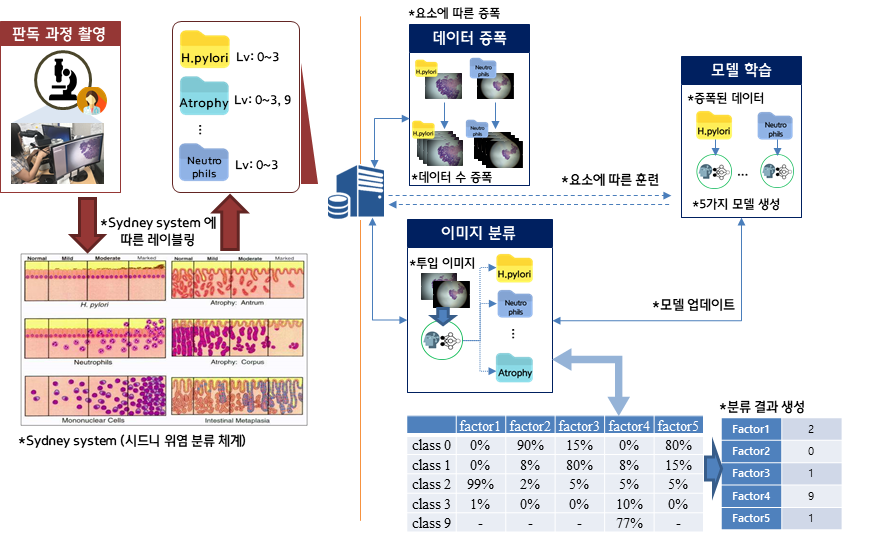 판독 과정 촬영
H.pylori Lv: 0~3
Atrophy Lv: 0~3, 9
⋮
Neutro
phils Lv: 0~3
*Sydney system 에
따른 레이블링
Normal Mild Moderate Marked
H. pylori
Neutrophils
Mononuclear Cells
Normal Mild Moderate Marked
Atrophy: Antrum
Atrophy: Corpus
Intestinal Metaplasia
*Sydney system (시드니 위염 분류 체계)
*요소에 따른 증폭
데이터 증폭
H.pylori
Neutro
phils
H.pylori
Neutro
phils
*데이터 수 증폭
모델 학습
*증폭된 데이터
H.pylori
Neutro
phils
...
*5가지 모델 생성
*요소에 따른 훈련
이미지 분류
*투입 이미지
H.pylori
Neutro
phils
⋮
Atrophy
*모델 업데이트
factor1 factor2 factor3 factor4 factor5
class 0 0% 90% 15% 0% 80%
class 1 0% 8% 80% 8% 15%
class 2 99% 2% 5% 5% 5%
class 3 1% 0% 0% 10% 0%
class 9 - - - 77% -
*분류 결과 생성
Factor1 2
Factor2 0
Factor3 1
Factor4 9
Factor5 1